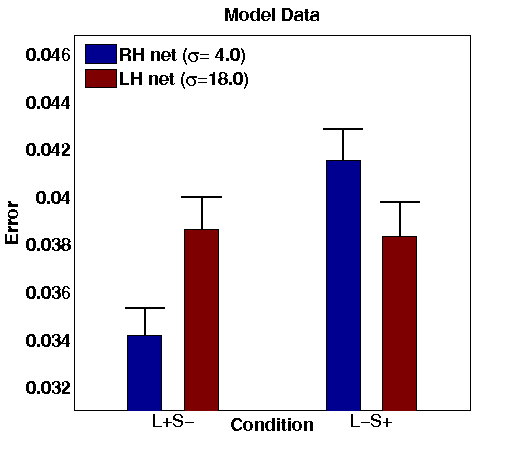 Model Data
RH net (σ= 4.0)
LH net (σ=18.0)
0.046
0.044
0.042
0.04
0.038
0.036
0.034
0.032
Error
L+S−
L−S+
Condition